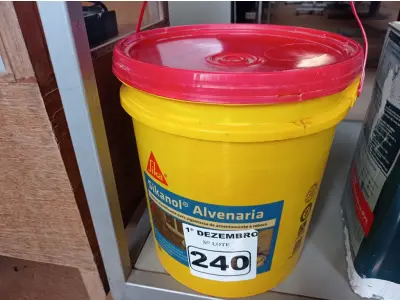 Sika
Sikanol® Alvenaria
1º DEZEMBRO
Nº LOTE
240